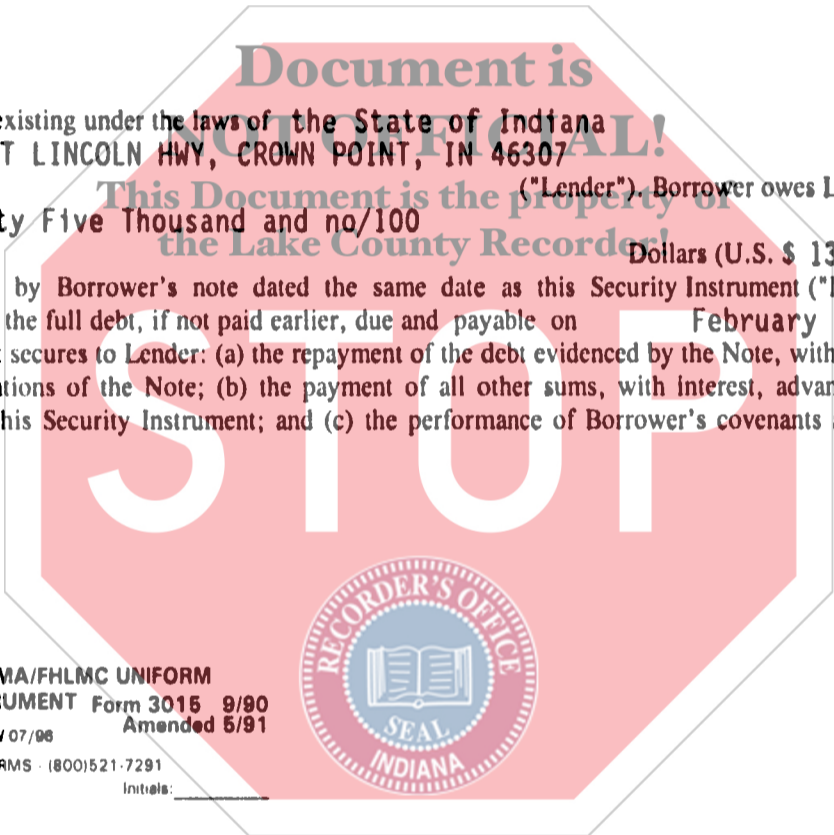 Document is
existing under the laws of the State of Indiana
NOT OFFICIAL!
T LINCOLN HWY, CROWN POINT, IN 46307
This Document is the property of
("Lender"). Borrower owes L
ty Five Thousand and no/100
the Lake County Recorder!
Dollars (U.S. $ 13
by Borrower's note dated the same date as this Security Instrument ("
the full debt, if not paid earlier, due and payable on February
secures to Lender: (a) the repayment of the debt evidenced by the Note, with
tions of the Note; (b) the payment of all other sums, with interest, advan
his Security Instrument; and (c) the performance of Borrower's covenants
STOP
RECORDER'S OFFICE
SEAL
INDIANA
MA/FHLMC UNIFORM
UMENT Form 3015 9/90
Amended 5/91
07/96
RMS - (800)521-7291
Initials: